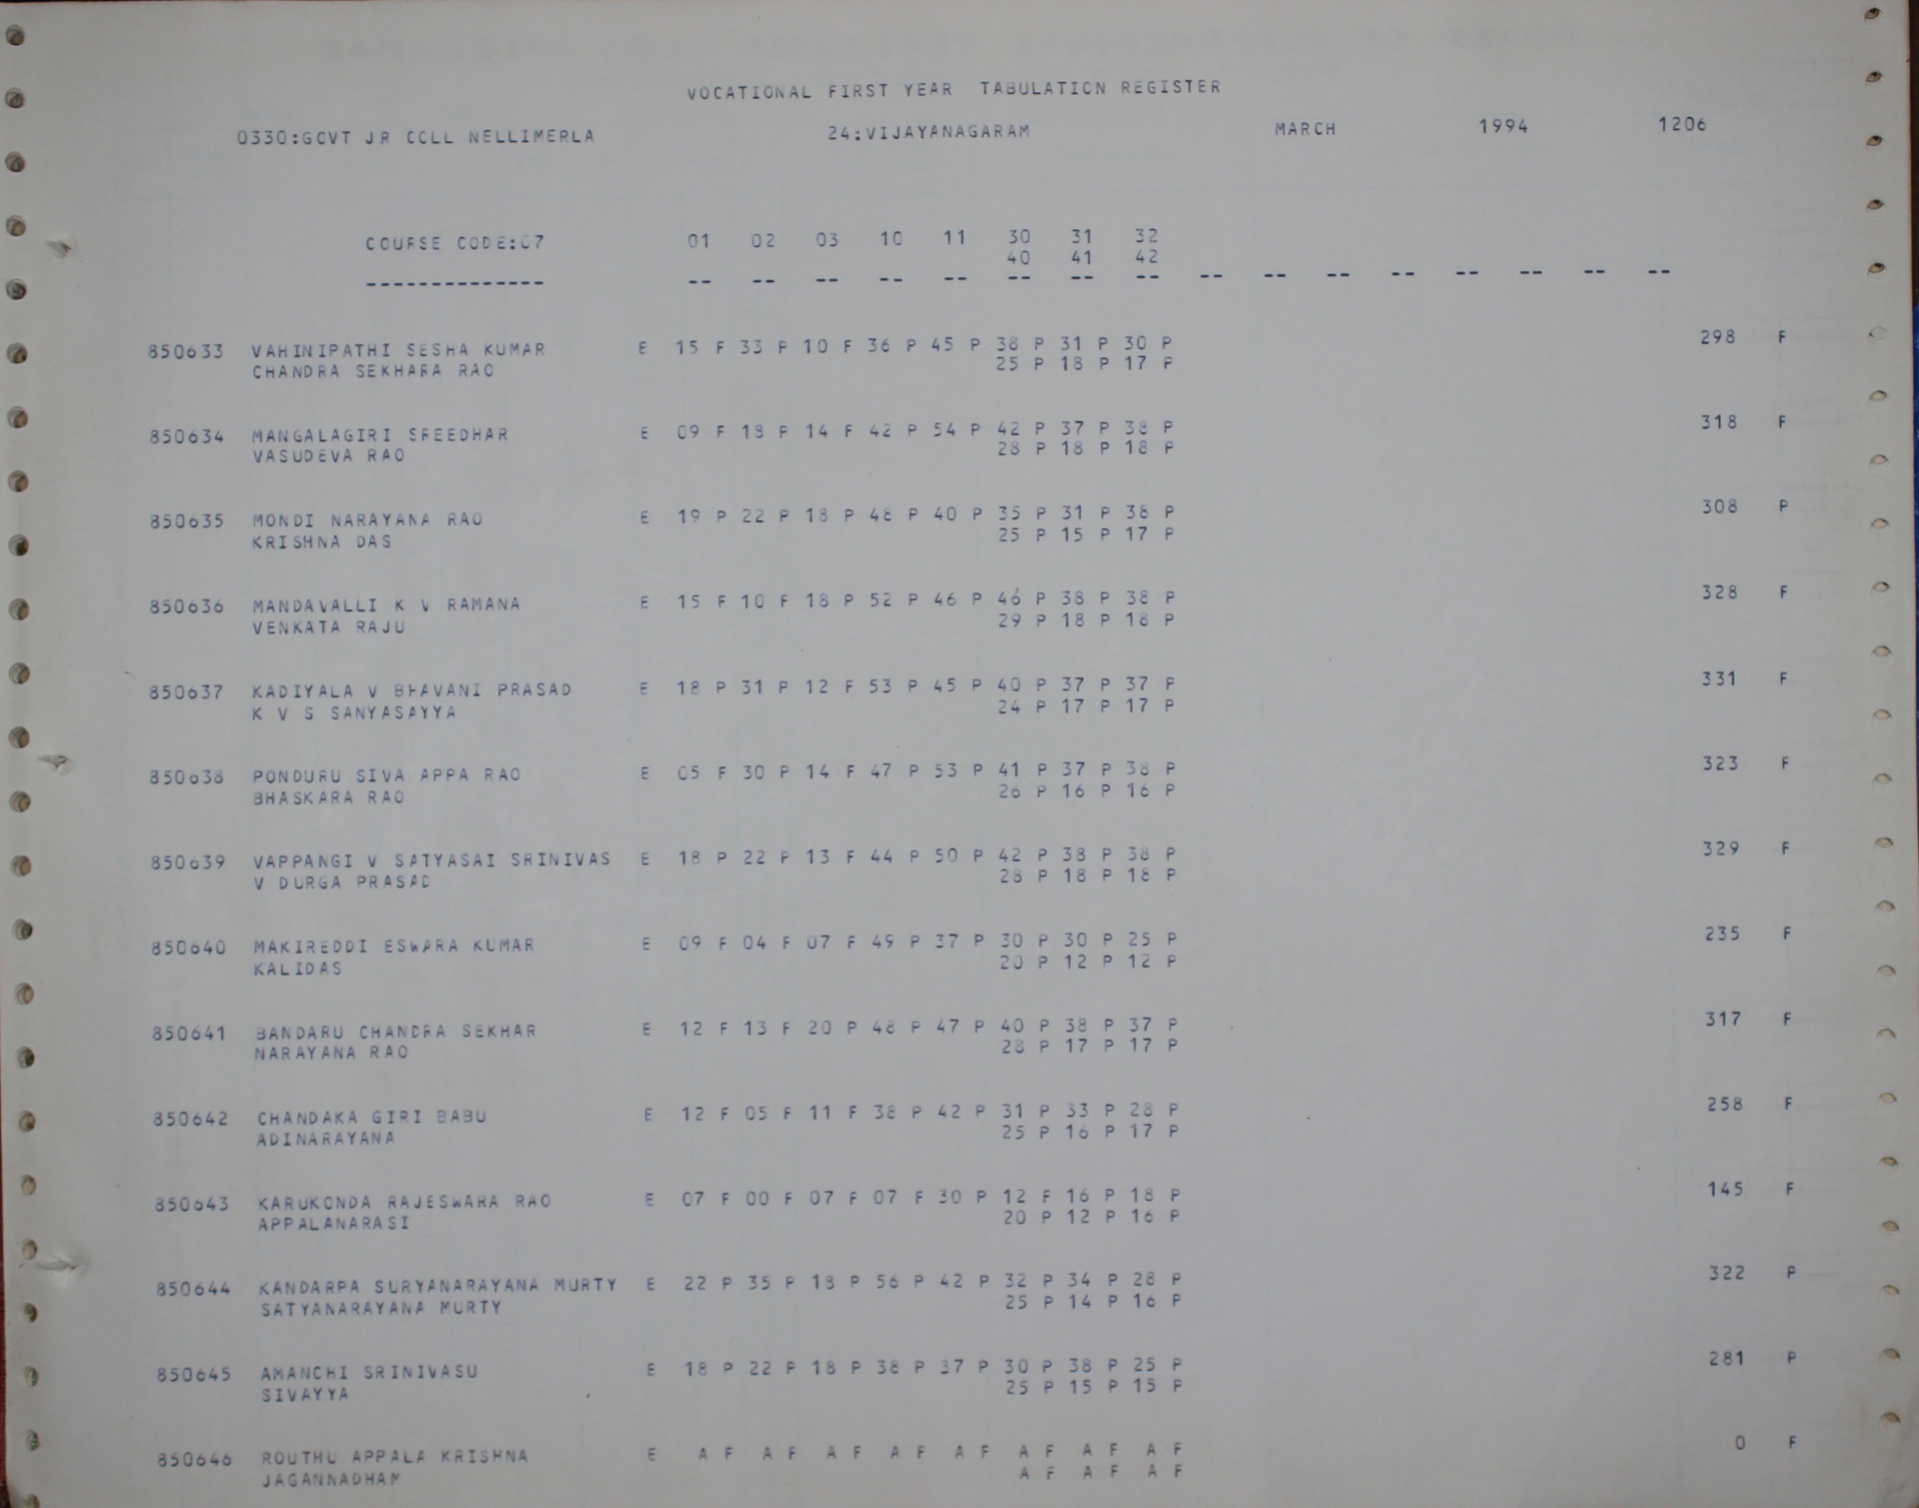 VOCATIONAL FIRST YEAR TABULATION REGISTER
0330:GOVT JR COLL NELLIMERLA 24:VIJAYANAGARAM MARCH 1994 1206
COURSE CODE:07 01 02 03 10 11 30 31 32
40 41 42
-------------- -- -- -- -- -- -- -- -- -- -- -- -- -- -- -- --
850633 VAHINIPATHI SESHA KUMAR E 15 F 33 P 10 F 36 P 45 P 38 P 31 P 30 P 298 F
CHANDRA SEKHARA RAO 25 P 18 P 17 P
850634 MANGALAGIRI SREEDHAR E 09 F 18 P 14 F 42 P 54 P 42 P 37 P 38 P 318 F
VASUDEVA RAO 28 P 18 P 18 P
850635 MONDI NARAYANA RAO E 19 P 22 P 18 P 48 P 40 P 35 P 31 P 38 P 308 P
KRISHNA DAS 25 P 15 P 17 P
850636 MANDAVALLI K V RAMANA E 15 F 10 F 18 P 52 P 46 P 46 P 38 P 38 P 328 F
VENKATA RAJU 29 P 18 P 18 P
850637 KADIYALA V BHAVANI PRASAD E 18 P 31 P 12 F 53 P 45 P 40 P 37 P 37 P 331 F
K V S SANYASAYYA 24 P 17 P 17 P
850638 PONDURU SIVA APPA RAO E 05 F 30 P 14 F 47 P 53 P 41 P 37 P 38 P 323 F
BHASKARA RAO 26 P 16 P 16 P
850639 VAPPANGI V SATYASAI SRINIVAS E 18 P 22 P 13 F 44 P 50 P 42 P 38 P 38 P 329 F
V DURGA PRASAD 28 P 18 P 18 P
850640 MAKIREDDI ESWARA KUMAR E 09 F 04 F 07 F 49 P 37 P 30 P 30 P 25 P 235 F
KALIDAS 20 P 12 P 12 P
850641 BANDARU CHANDRA SEKHAR E 12 F 13 F 20 P 48 P 47 P 40 P 38 P 37 P 317 F
NARAYANA RAO 28 P 17 P 17 P
850642 CHANDAKA GIRI BABU E 12 F 05 F 11 F 38 P 42 P 31 P 33 P 28 P 258 F
ADINARAYANA 25 P 16 P 17 P
850643 KARUKONDA RAJESWARA RAO E 07 F 00 F 07 F 07 F 30 P 12 F 16 P 18 P 145 F
APPALANARASI 20 P 12 P 16 P
850644 KANDARPA SURYANARAYANA MURTY E 22 P 35 P 18 P 56 P 42 P 32 P 34 P 28 P 322 P
SATYANARAYANA MURTY 25 P 14 P 16 P
850645 AMANCHI SRINIVASU E 18 P 22 P 18 P 38 P 37 P 30 P 38 P 25 P 281 P
SIVAYYA 25 P 15 P 15 P
850646 ROUTHU APPALA KRISHNA E A F A F A F A F A F A F A F A F 0 F
JAGANNADHAM A F A F A F